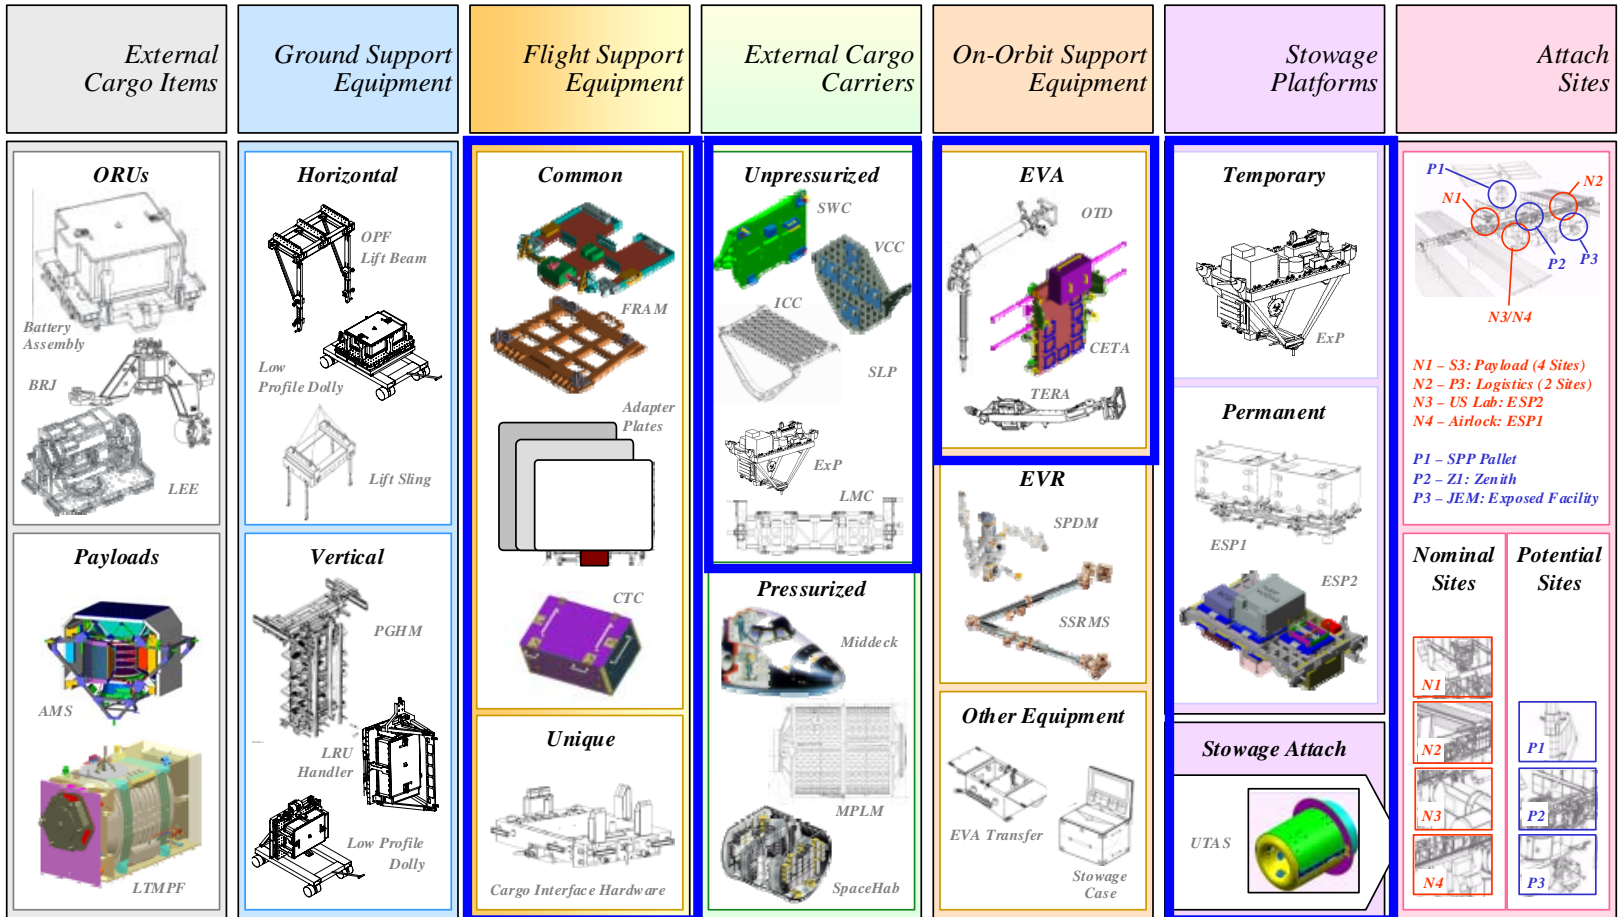 External
Cargo Items
Ground Support
Equipment
Flight Support
Equipment
External Cargo
Carriers
On-Orbit Support
Equipment
Stowage
Platforms
Attach
Sites
ORUs
Battery
Assembly
BRJ
LEE
Payloads
AMS
LTMPF
Horizontal
OPF
Lift Beam
Low
Profile Dolly
Lift Sling
Vertical
PGHM
LRU
Handler
Low Profile
Dolly
Common
FRAM
Adapter
Plates
CTC
Unique
Cargo Interface Hardware
Unpressurized
SWC
VCC
ICC
SLP
ExP
LMC
Pressurized
Middeck
MPLM
SpaceHab
EVA
OTD
CETA
TERA
EVR
SPDM
SSRMS
Other Equipment
EVA Transfer
Stowage
Case
Temporary
ExP
Permanent
ESP1
ESP2
Stowage Attach
UTAS
P1
N2
N1
P2
P3
N3/N4
N1 – S3: Payload (4 Sites)
N2 – P3: Logistics (2 Sites)
N3 – US Lab: ESP2
N4 – Airlock: ESP1
P1 – SPP Pallet
P2 – Z1: Zenith
P3 – JEM: Exposed Facility
Nominal
Sites
N1
N2
N3
N4
Potential
Sites
P1
P2
P3